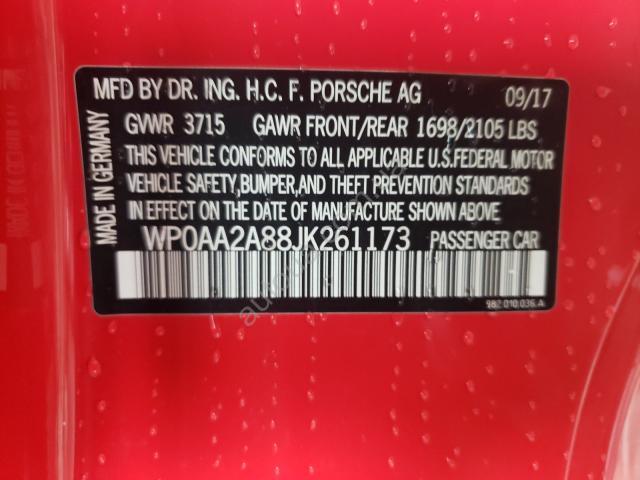 MFD BY DR. ING. H.C. F. PORSCHE AG 09/17
GVWR 3715 GAWR FRONT/REAR 1698/2105 LBS
THIS VEHICLE CONFORMS TO ALL APPLICABLE U.S.FEDERAL MOTOR
VEHICLE SAFETY,BUMPER,AND THEFT PREVENTION STANDARDS
IN EFFECT ON THE DATE OF MANUFACTURE SHOWN ABOVE
WP0AA2A88JK261173 PASSENGER CAR
982.010.036.A
MADE IN GERMANY